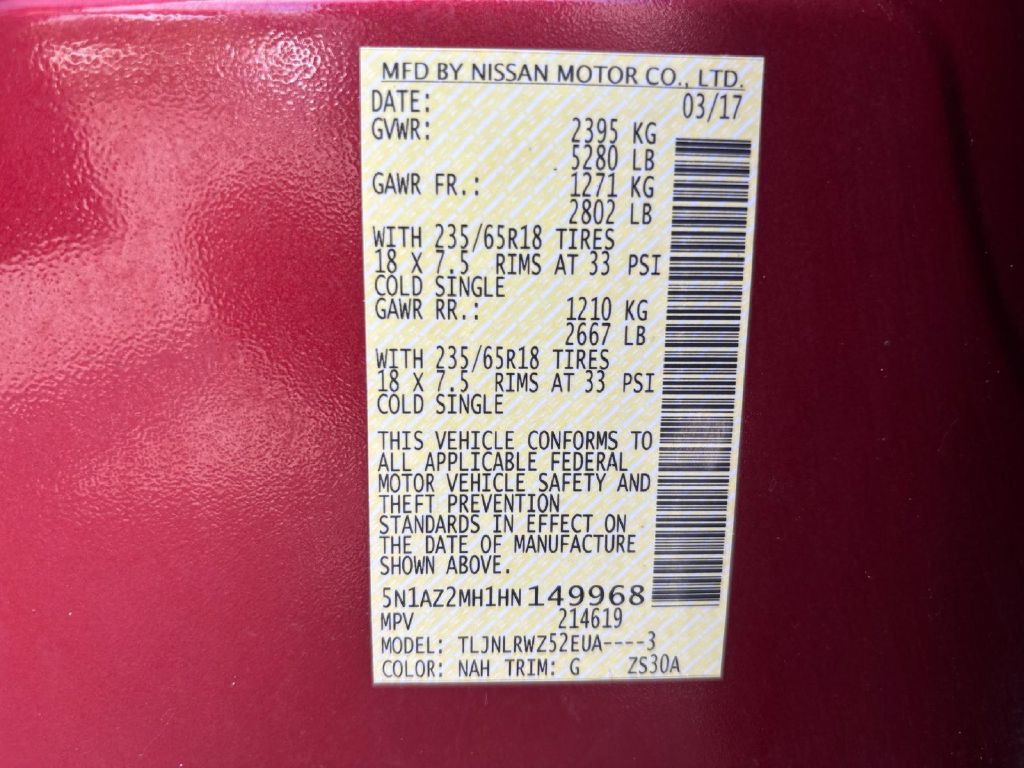 MFD BY NISSAN MOTOR CO., LTD.
DATE: 03/17
GVWR: 2395 KG
5280 LB
GAWR FR.: 1271 KG
2802 LB
WITH 235/65R18 TIRES
18 X 7.5 RIMS AT 33 PSI
COLD SINGLE
GAWR RR.: 1210 KG
2667 LB
WITH 235/65R18 TIRES
18 X 7.5 RIMS AT 33 PSI
COLD SINGLE
THIS VEHICLE CONFORMS TO
ALL APPLICABLE FEDERAL
MOTOR VEHICLE SAFETY AND
THEFT PREVENTION
STANDARDS IN EFFECT ON
THE DATE OF MANUFACTURE
SHOWN ABOVE.
5N1AZ2MH1HN149968
MPV 214619
MODEL: TLJNLRWZ52EUA----3
COLOR: NAH TRIM: G ZS30A